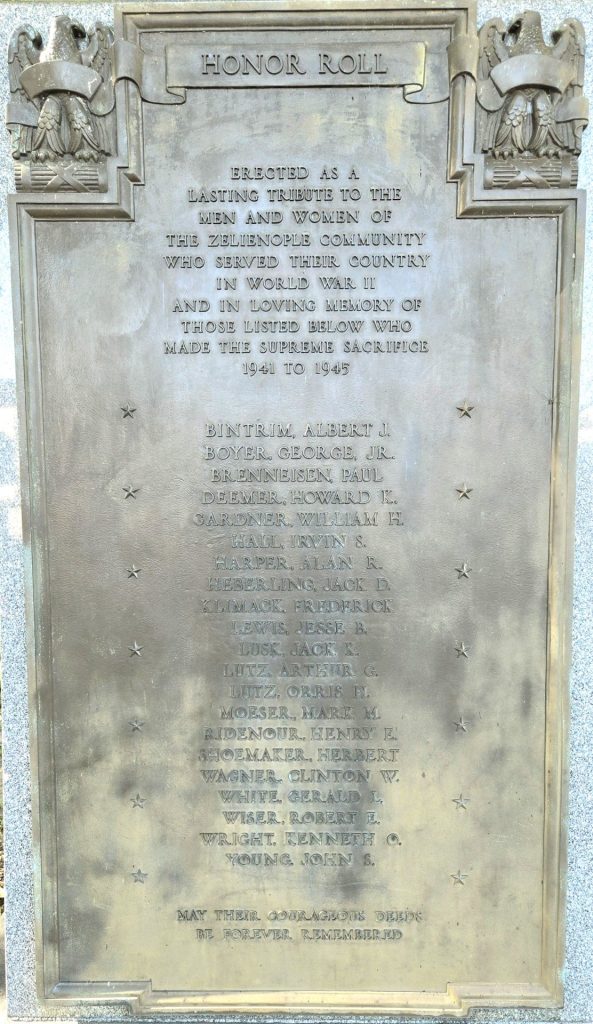 HONOR ROLL
ERECTED AS A
LASTING TRIBUTE TO THE
MEN AND WOMEN OF
THE ZELIENOPLE COMMUNITY
WHO SERVED THEIR COUNTRY
IN WORLD WAR II
AND IN LOVING MEMORY OF
THOSE LISTED BELOW WHO
MADE THE SUPREME SACRIFICE
1941 TO 1945
BINTRIM, ALBERT J.
BOYER, GEORGE, JR.
BRENNEISEN, PAUL
DEEMER, HOWARD K.
GARDNER, WILLIAM H.
HALL, IRVIN S.
HARPER, ALAN R.
HEBERLING, JACK D.
KLIMACK, FREDERICK
LEWIS, JESSE B.
LUSK, JACK K.
LUTZ, ARTHUR G.
LUTZ, ORRIS
MOESER, MARK M.
RIDENOUR, HENRY E.
SHOEMAKER, HERBERT
WAGNER, CLINTON W.
WHITE, GERALD
WISER, ROBERT E.
WRIGHT, KENNETH O.
YOUNG, JOHN S.
MAY THEIR COURAGEOUS DEEDS
BE FOREVER REMEMBERED